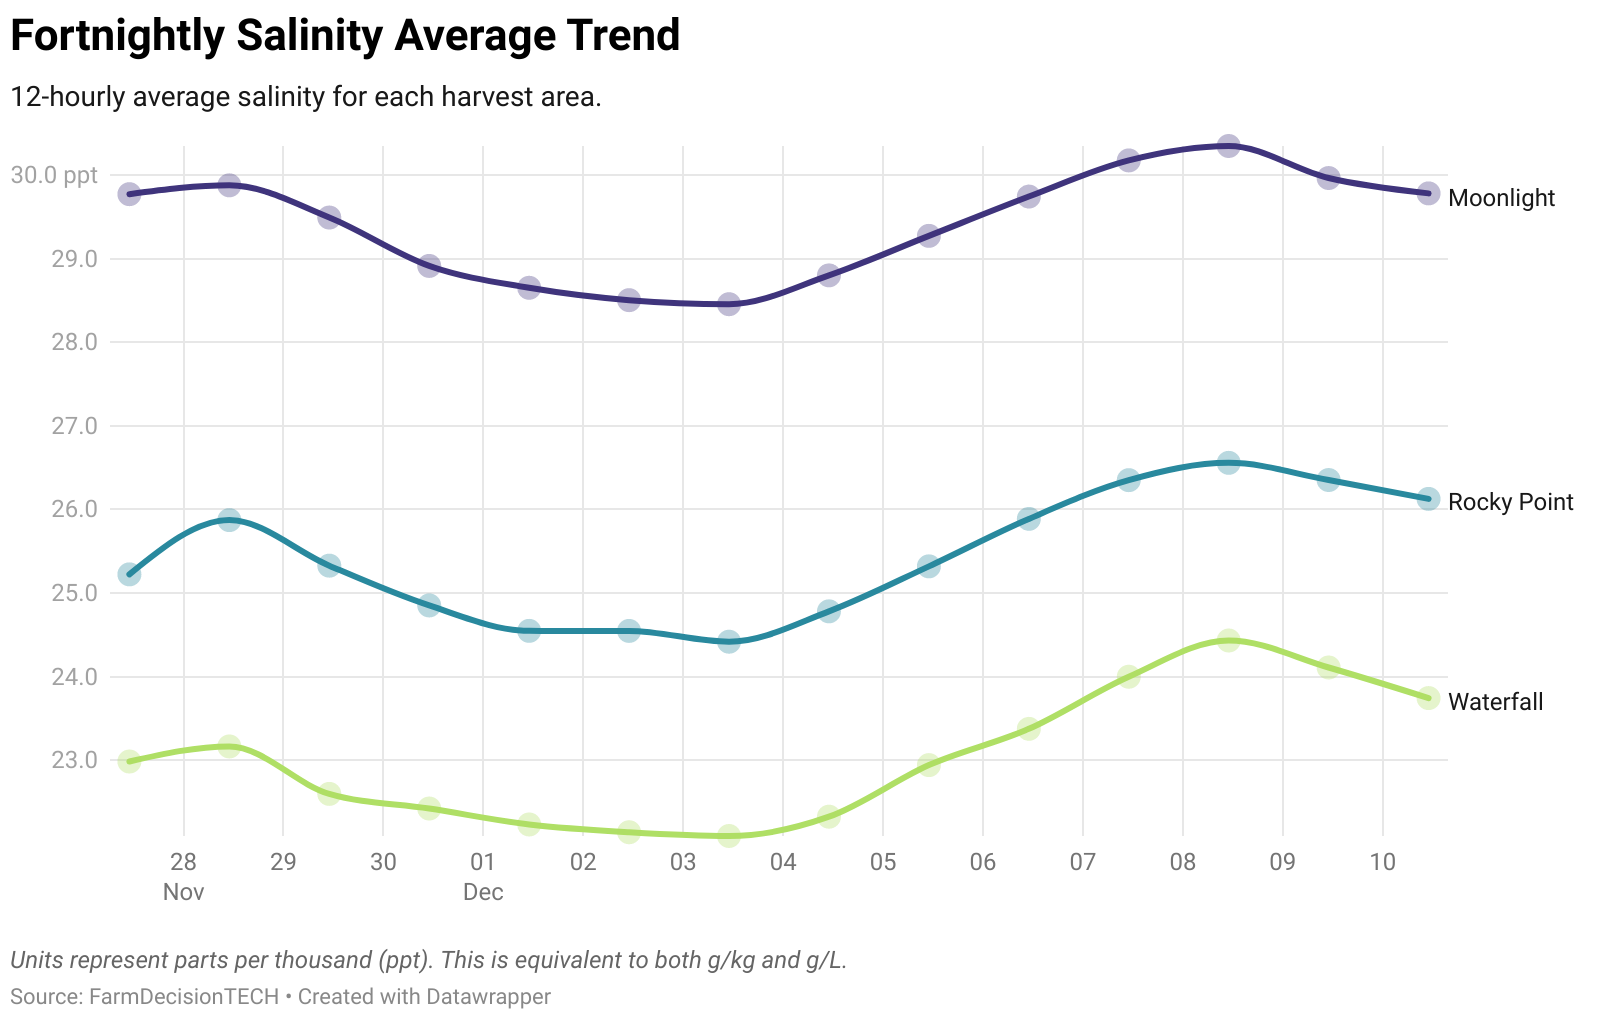 Fortnightly Salinity Average Trend
12-hourly average salinity for each harvest area.
30.0 ppt
29.0
28.0
27.0
26.0
25.0
24.0
23.0
Moonlight
Rocky Point
Waterfall
28 29 30 01 02 03 04 05 06 07 08 09 10
Nov Dec
Units represent parts per thousand (ppt). This is equivalent to both g/kg and g/L.
Source: FarmDecisionTECH • Created with Datawrapper